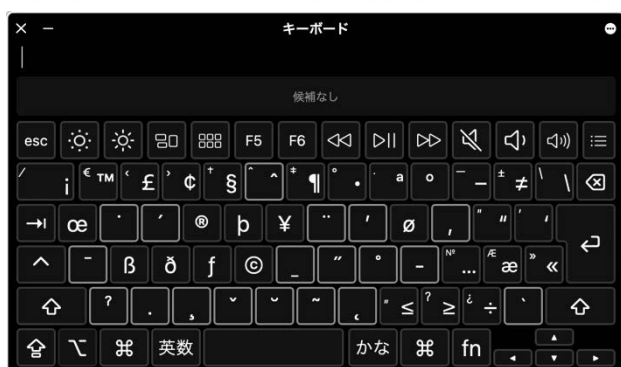 キーボード
候補なし
esc F5 F6
/ ¡ € ™ ‹ £ › ¢ † § ˆ ˆ ‡ ¶ ° • · a o — – ± ≠ \ \
œ ˙ ´ ® þ ¥ ¨ ' ø , " " ' '
¯ ß ð ƒ © _ ″ ° - № … Æ æ » «
? . ¸ ˇ ˘ ~ ˛ " ≤ ? ≥ ¿ ÷ `
⌥ ⌘ 英数 かな ⌘ fn